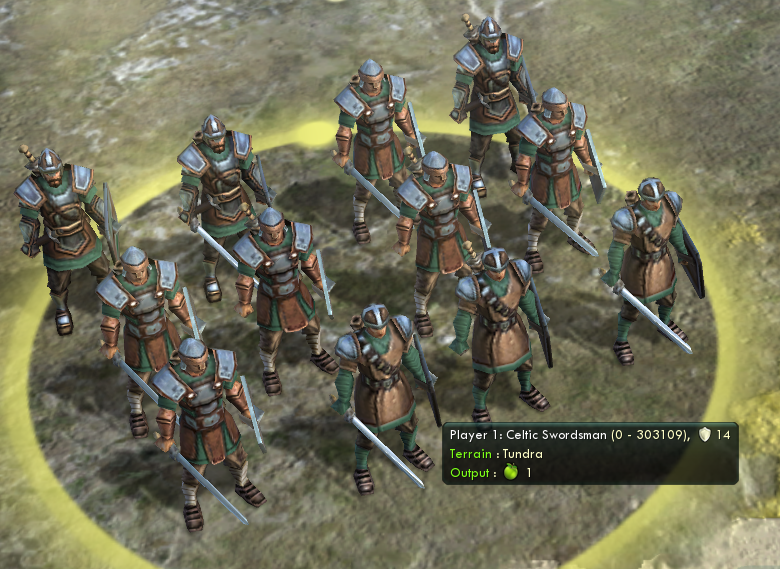 Player 1: Celtic Swordsman (0 - 303109), 14
Terrain : Tundra
Output : 1